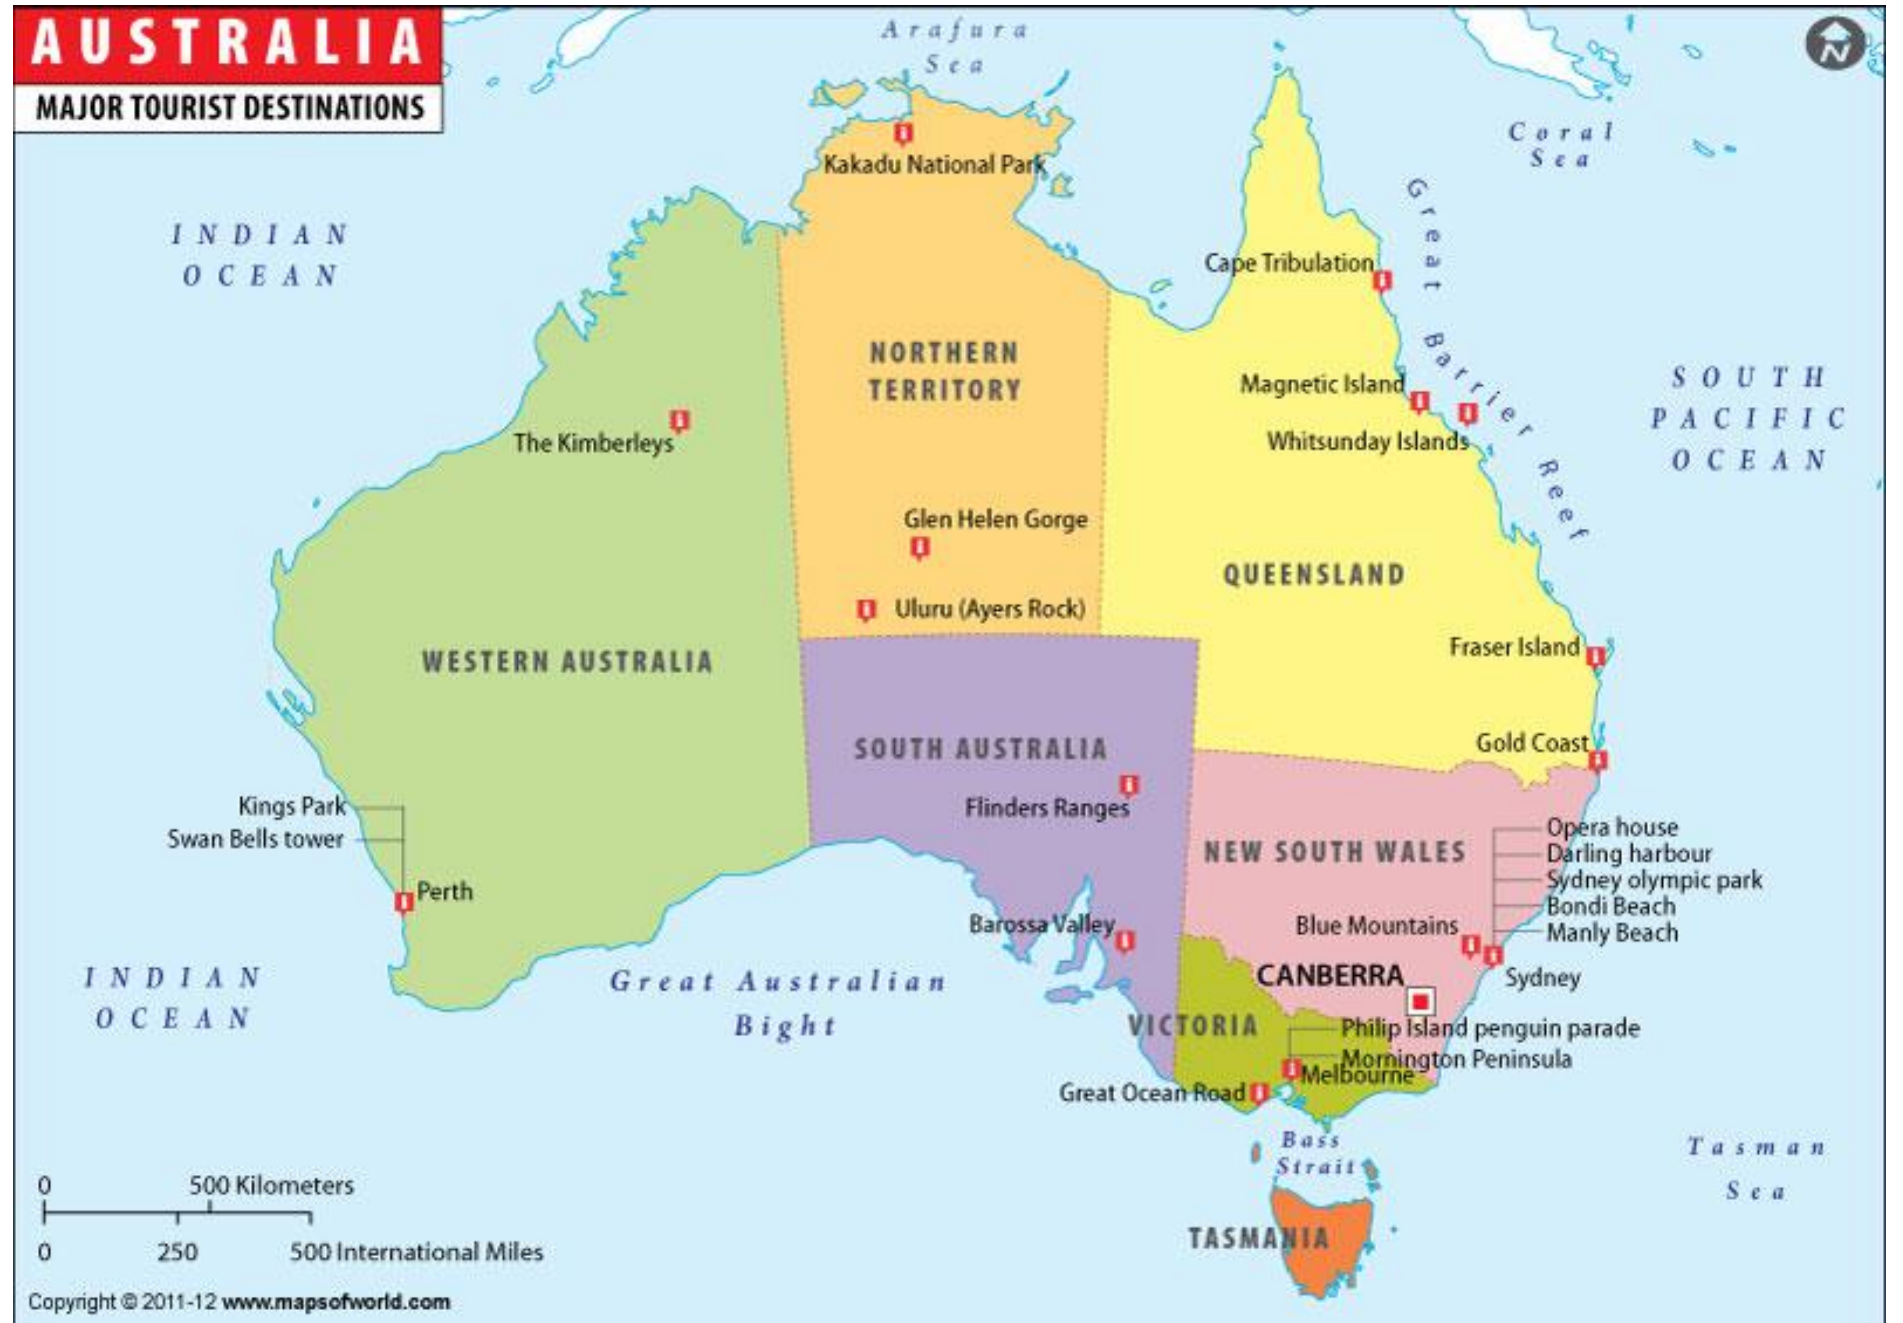 AUSTRALIA
MAJOR TOURIST DESTINATIONS
Arafura
Sea
N
Coral
Sea
Kakadu National Park
Great Barrier Reef
INDIAN
OCEAN
Cape Tribulation
NORTHERN
TERRITORY
Magnetic Island
SOUTH
PACIFIC
OCEAN
The Kimberleys
Whitsunday Islands
Glen Helen Gorge
QUEENSLAND
Uluru (Ayers Rock)
WESTERN AUSTRALIA
Fraser Island
SOUTH AUSTRALIA
Gold Coast
Flinders Ranges
Kings Park
Swan Bells tower
Perth
NEW SOUTH WALES
Opera house
Darling harbour
Sydney olympic park
Bondi Beach
Manly Beach
Barossa Valley
Blue Mountains
Sydney
CANBERRA
INDIAN
OCEAN
Great Australian
Bight
VICTORIA
Philip Island penguin parade
Mornington Peninsula
Melbourne
Great Ocean Road
Bass
Strait
Tasman
Sea
TASMANIA
0 500 Kilometers
0 250 500 International Miles
Copyright © 2011-12 www.mapsofworld.com